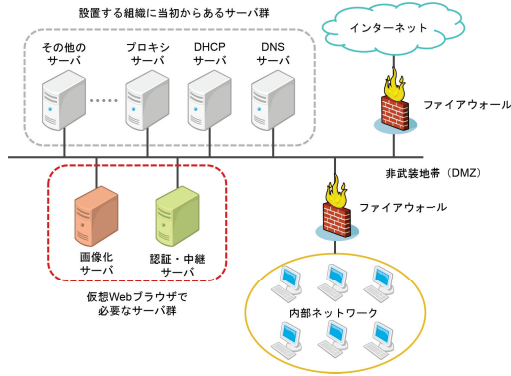 設置する組織に当初からあるサーバ群
その他の
サーバ
プロキシ
サーバ
DHCP
サーバ
DNS
サーバ
インターネット
ファイアウォール
非武装地帯（DMZ）
ファイアウォール
画像化
サーバ
認証・中継
サーバ
仮想Webブラウザで
必要なサーバ群
内部ネットワーク